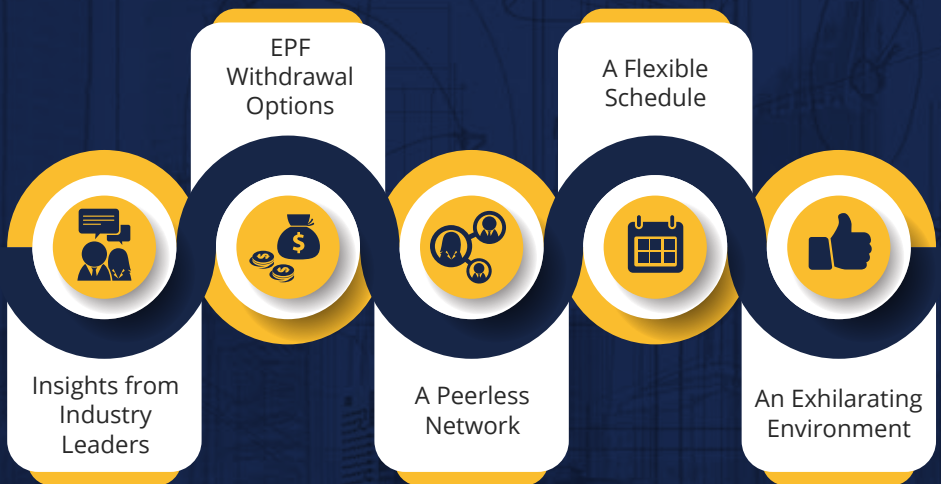 Insights from
Industry
Leaders
EPF
Withdrawal
Options
$
A Peerless
Network
A Flexible
Schedule
An Exhilarating
Environment